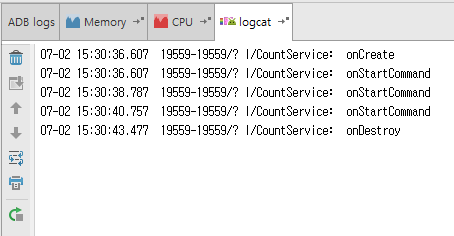 ADB logs Memory CPU logcat
07-02 15:30:36.607 19559-19559/? I/CountService: onCreate
07-02 15:30:36.607 19559-19559/? I/CountService: onStartCommand
07-02 15:30:38.787 19559-19559/? I/CountService: onStartCommand
07-02 15:30:40.757 19559-19559/? I/CountService: onStartCommand
07-02 15:30:43.477 19559-19559/? I/CountService: onDestroy